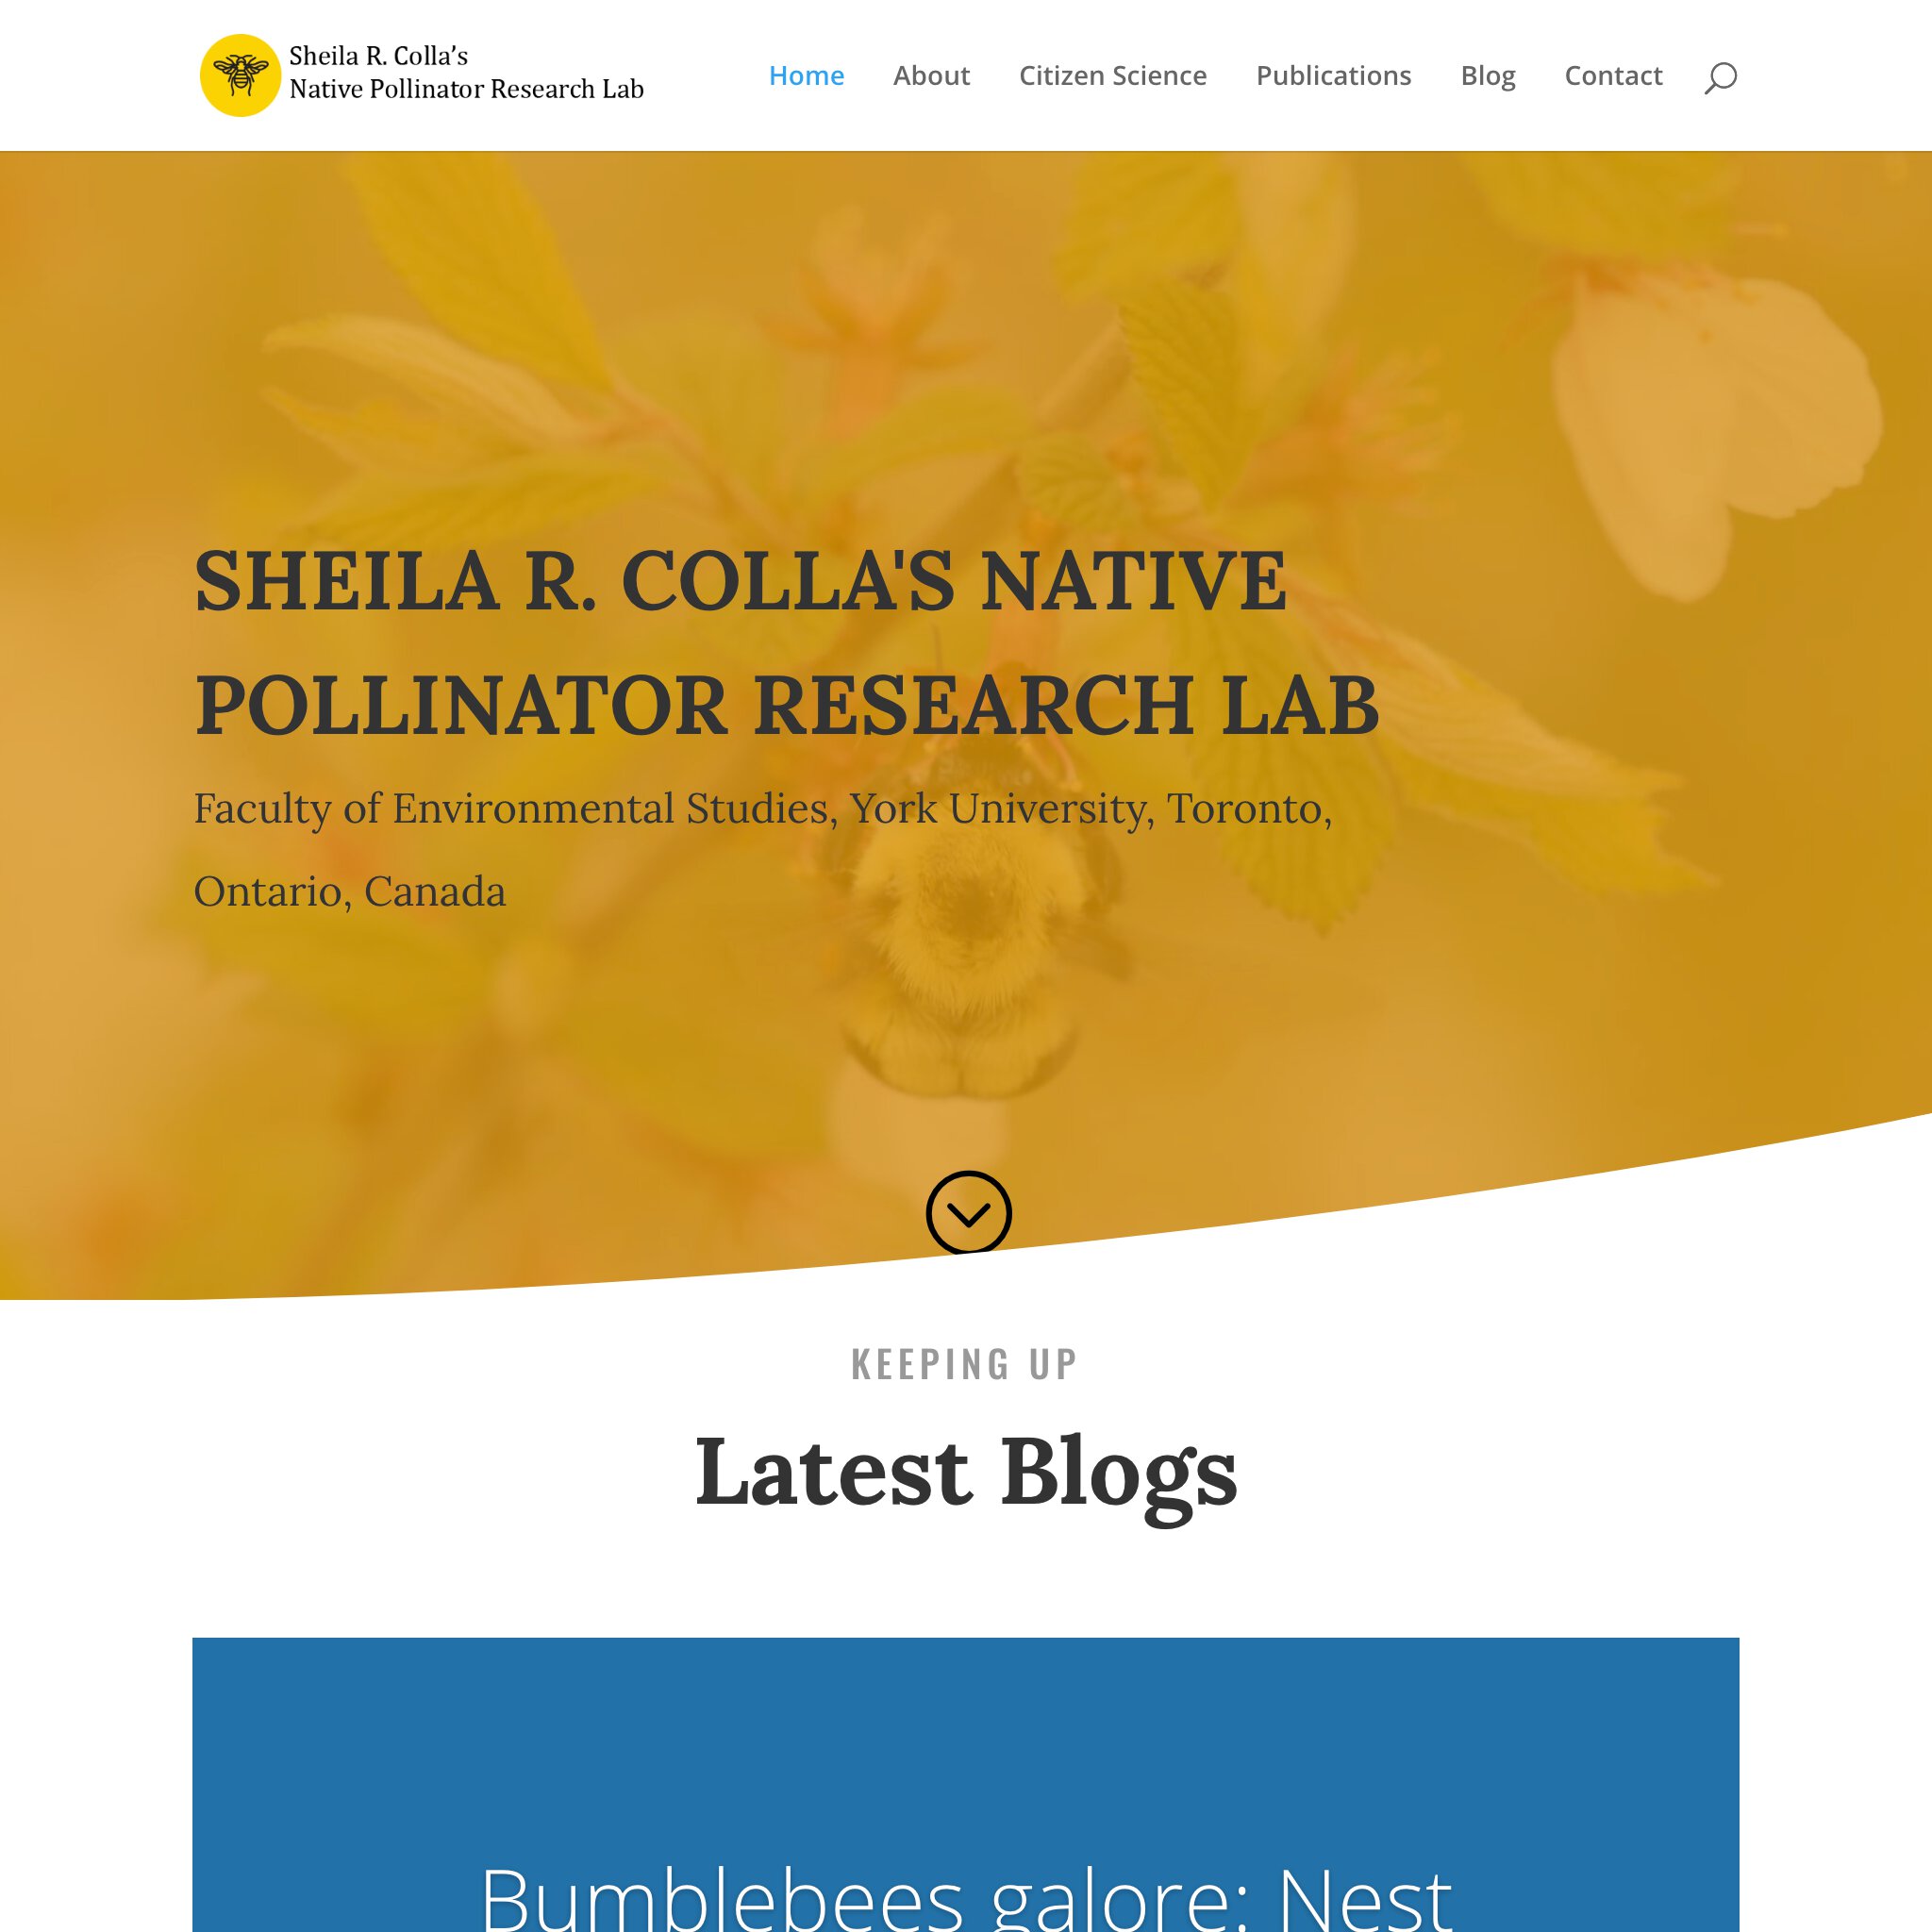 Sheila R. Colla’s
Native Pollinator Research Lab
Home About Citizen Science Publications Blog Contact
SHEILA R. COLLA'S NATIVE
POLLINATOR RESEARCH LAB
Faculty of Environmental Studies, York University, Toronto,
Ontario, Canada
KEEPING UP
Latest Blogs
Bumblebees galore: Nest